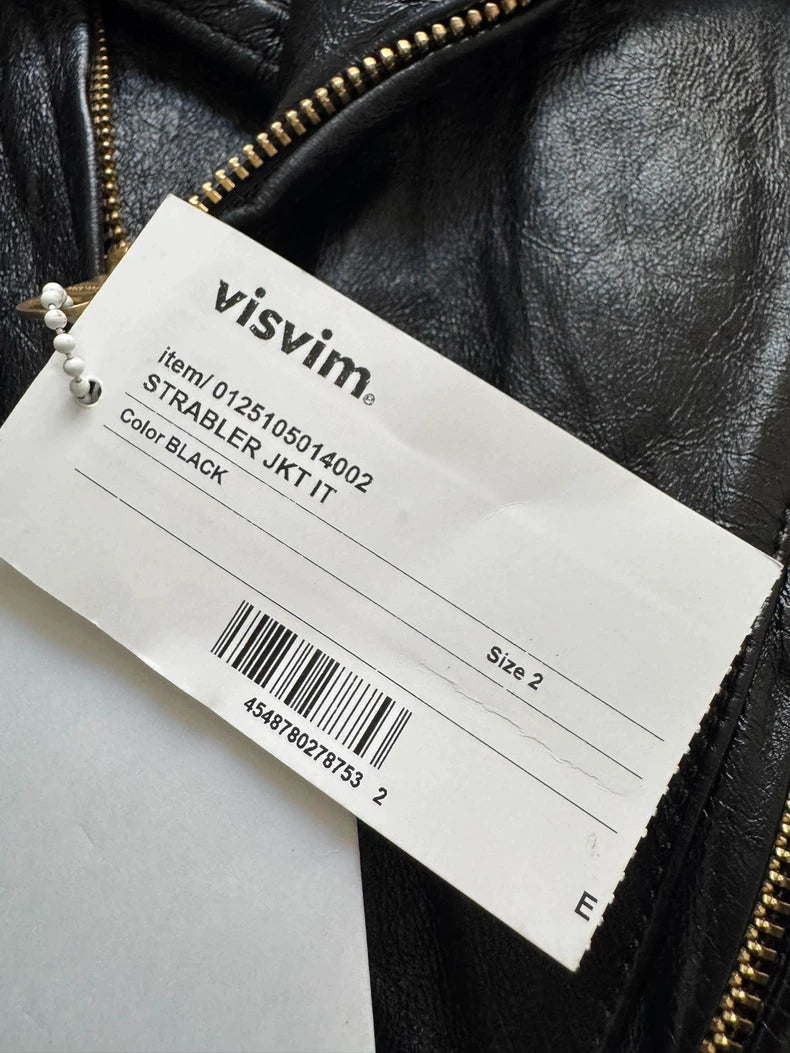 visvim®
item/ 0125105014002
STRABLER JKT IT
Color BLACK
Size 2
4548780278753 2
E